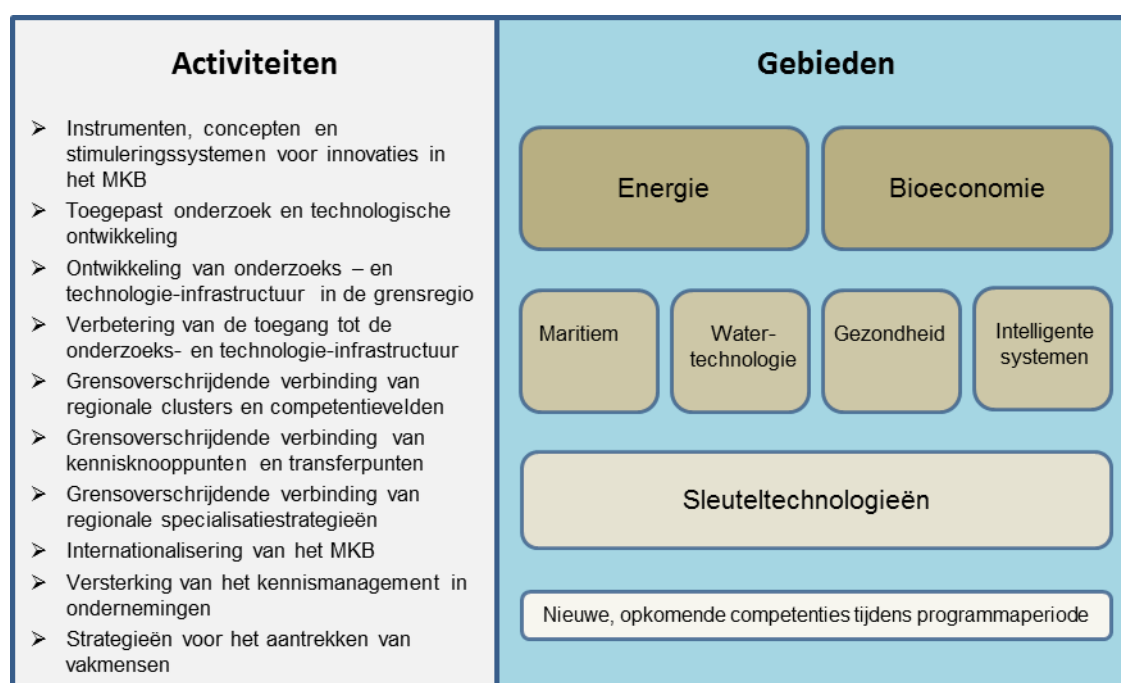 Activiteiten
➢ Instrumenten, concepten en
stimuleringssystemen voor innovaties in
het MKB
➢ Toegepast onderzoek en technologische
ontwikkeling
➢ Ontwikkeling van onderzoeks – en
technologie-infrastructuur in de grensregio
➢ Verbetering van de toegang tot de
onderzoeks- en technologie-infrastructuur
➢ Grensoverschrijdende verbinding van
regionale clusters en competentievelden
➢ Grensoverschrijdende verbinding van
kennisknooppunten en transferpunten
➢ Grensoverschrijdende verbinding van
regionale specialisatiestrategieën
➢ Internationalisering van het MKB
➢ Versterking van het kennismanagement in
ondernemingen
➢ Strategieën voor het aantrekken van
vakmensen
Gebieden
Energie
Bioeconomie
Maritiem
Water-
technologie
Gezondheid
Intelligente
systemen
Sleuteltechnologieën
Nieuwe, opkomende competenties tijdens programmaperiode